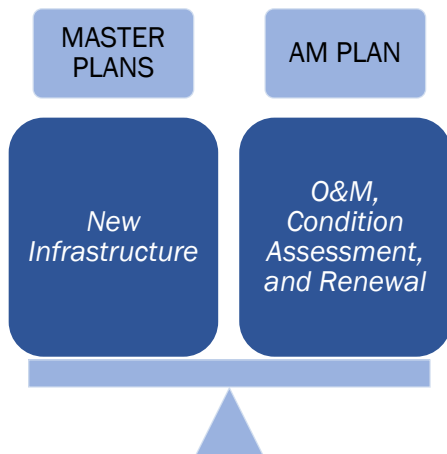 MASTER
PLANS
AM PLAN
New
Infrastructure
O&M,
Condition
Assessment,
and Renewal